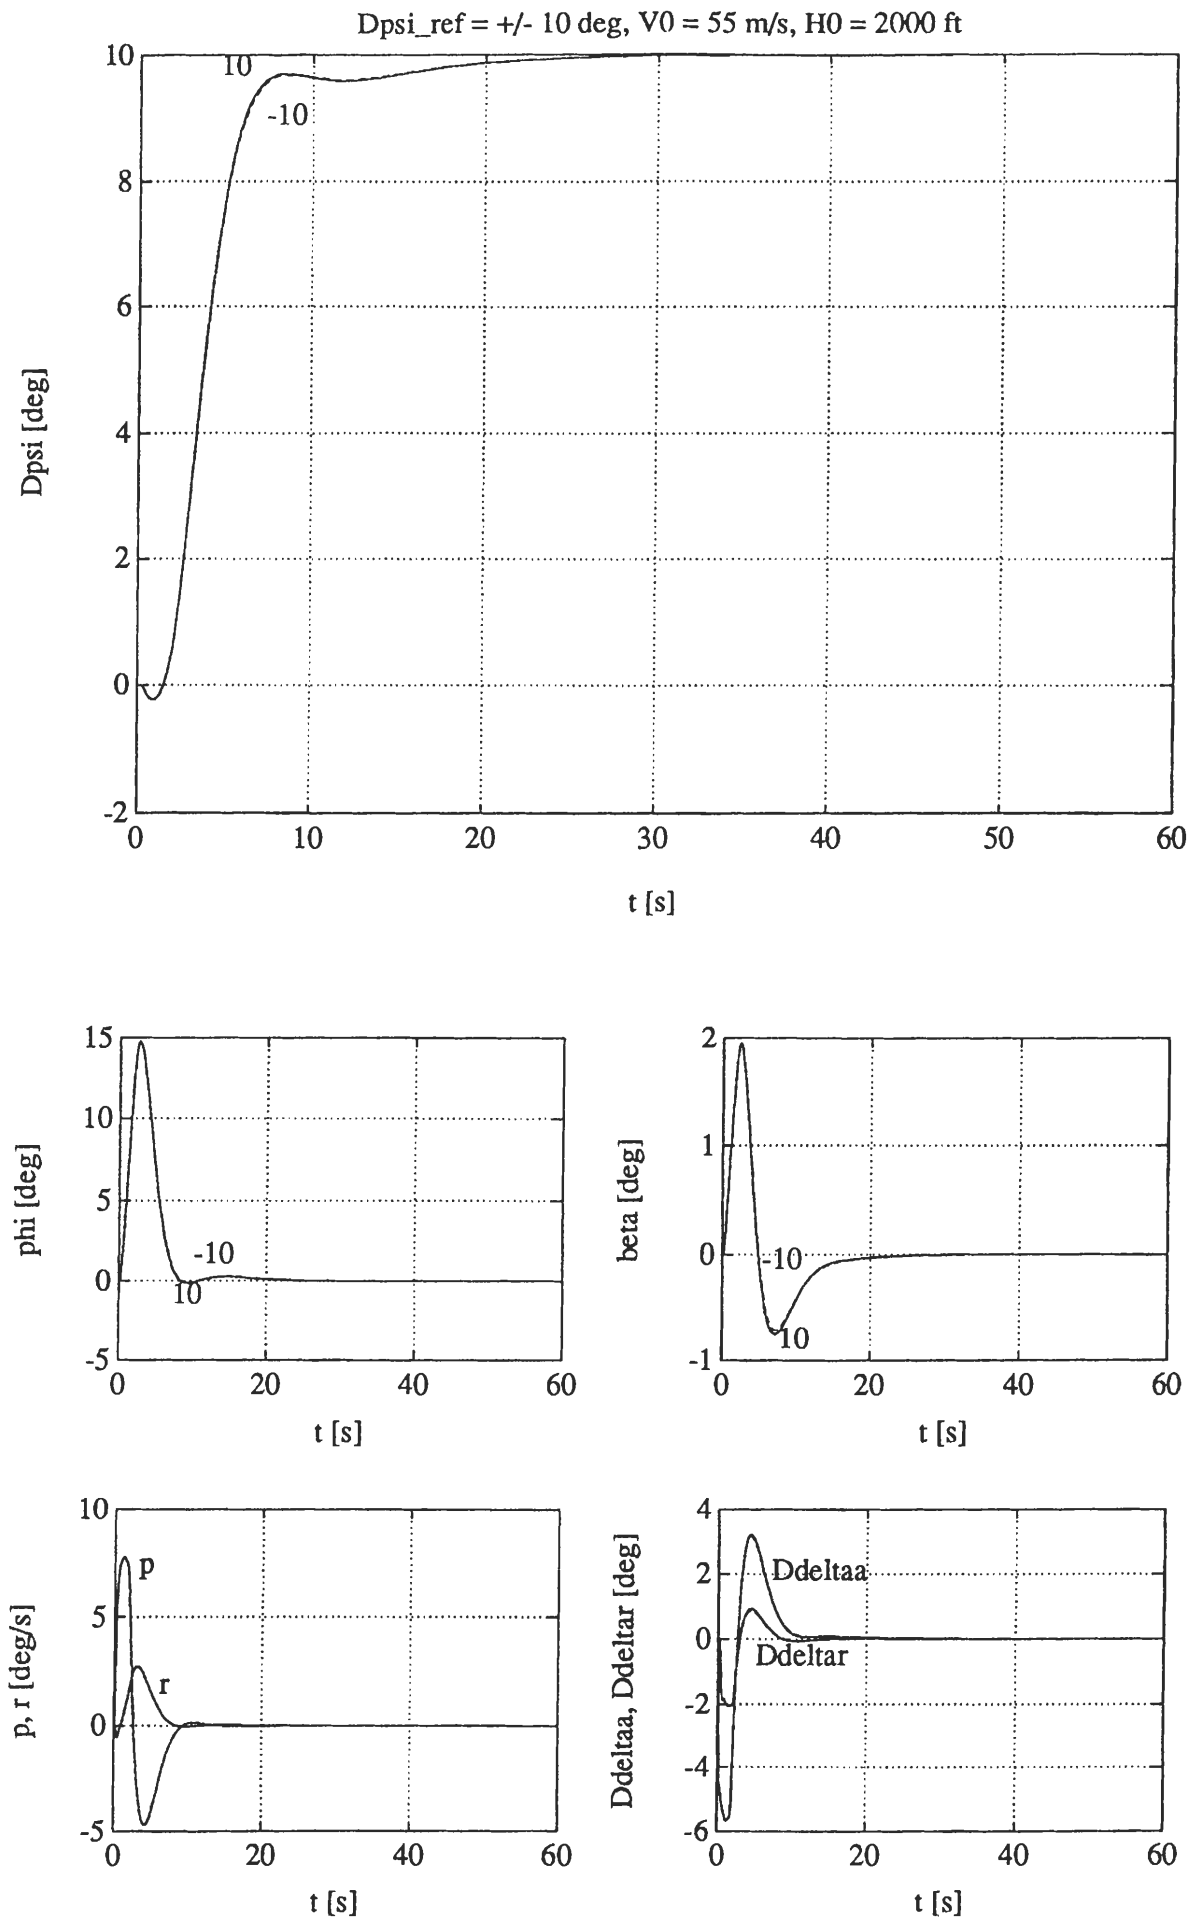 Dpsi_ref = +/- 10 deg, V0 = 55 m/s, H0 = 2000 ft
10
10
-10
8
6
Dpsi [deg]
4
2
0
-2
0 10 20 30 40 50 60
t [s]
15
10
phi [deg]
5
-10
0
10
-5
0 20 40 60
t [s]
2
1
beta [deg]
0
-10
10
-1
0 20 40 60
t [s]
10
p
5
p, r [deg/s]
r
0
-5
0 20 40 60
t [s]
4
2
Ddeltaa
Ddeltaa, Ddeltar [deg]
0
Ddeltar
-2
-4
-6
0 20 40 60
t [s]